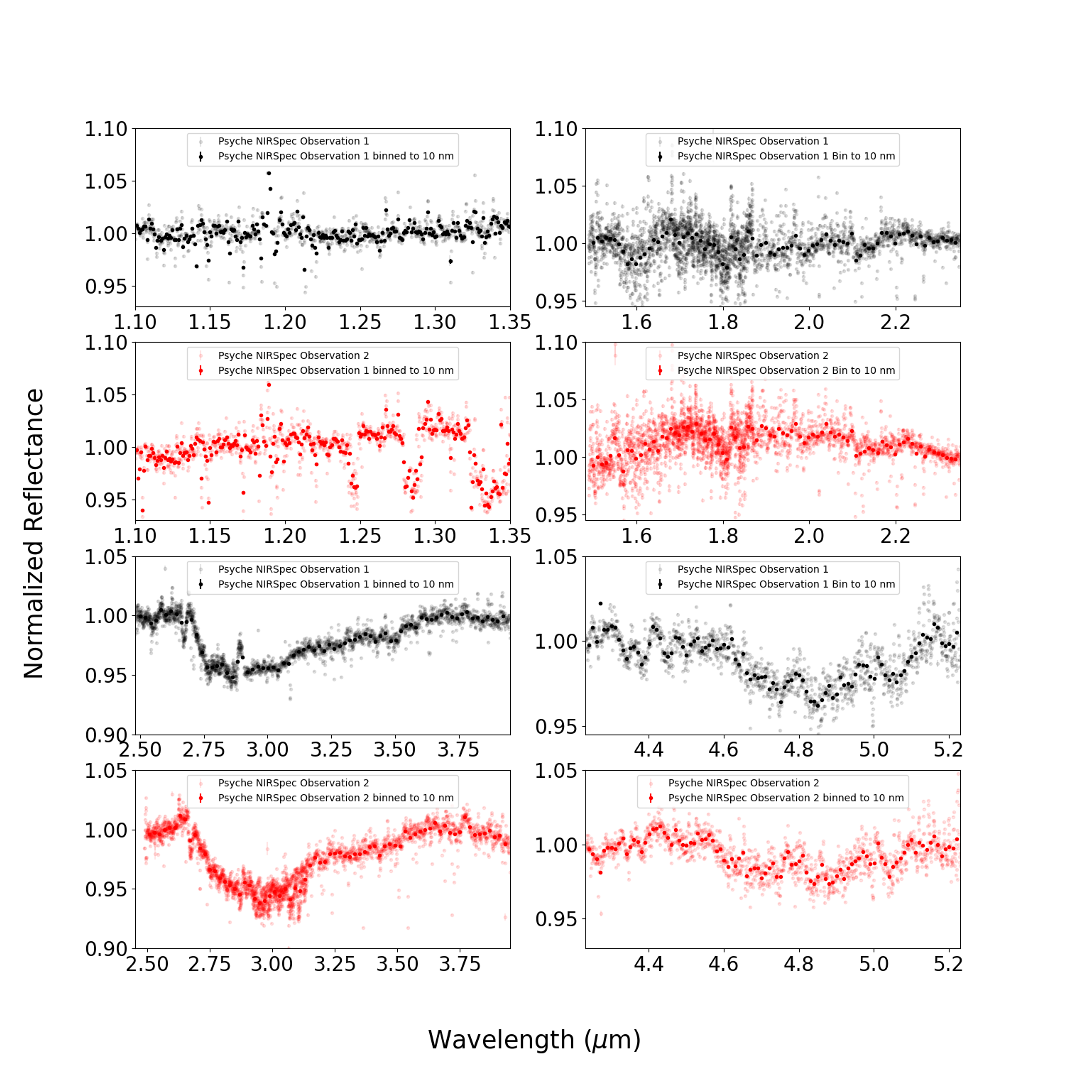 Normalized Reflectance
1.10
1.05
1.00
0.95
Psyche NIRSpec Observation 1
Psyche NIRSpec Observation 1 binned to 10 nm
1.10 1.15 1.20 1.25 1.30 1.35
1.10
1.05
1.00
0.95
Psyche NIRSpec Observation 1
Psyche NIRSpec Observation 1 Bin to 10 nm
1.6 1.8 2.0 2.2
1.10
1.05
1.00
0.95
Psyche NIRSpec Observation 2
Psyche NIRSpec Observation 1 binned to 10 nm
1.10 1.15 1.20 1.25 1.30 1.35
1.10
1.05
1.00
0.95
Psyche NIRSpec Observation 2
Psyche NIRSpec Observation 2 Bin to 10 nm
1.6 1.8 2.0 2.2
1.05
1.00
0.95
0.90
Psyche NIRSpec Observation 1
Psyche NIRSpec Observation 1 binned to 10 nm
2.50 2.75 3.00 3.25 3.50 3.75
1.05
1.00
0.95
Psyche NIRSpec Observation 1
Psyche NIRSpec Observation 1 Bin to 10 nm
4.4 4.6 4.8 5.0 5.2
1.05
1.00
0.95
0.90
Psyche NIRSpec Observation 2
Psyche NIRSpec Observation 2 binned to 10 nm
2.50 2.75 3.00 3.25 3.50 3.75
1.05
1.00
0.95
Psyche NIRSpec Observation 2
Psyche NIRSpec Observation 2 binned to 10 nm
4.4 4.6 4.8 5.0 5.2
Wavelength (μm)